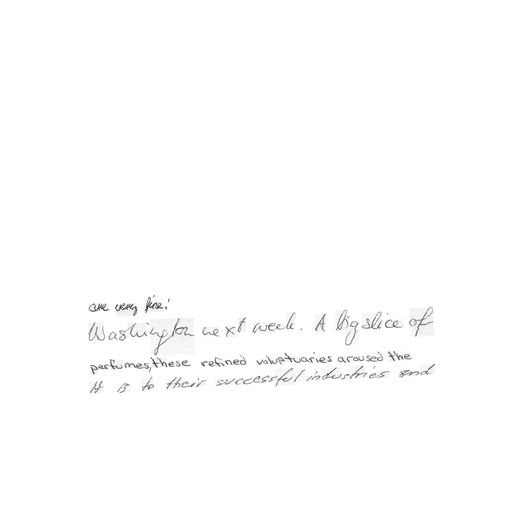 are very fine!
Washington next week. A big slice of
perfumes, these refined voluptuaries aroused the
It is to their successful industries and